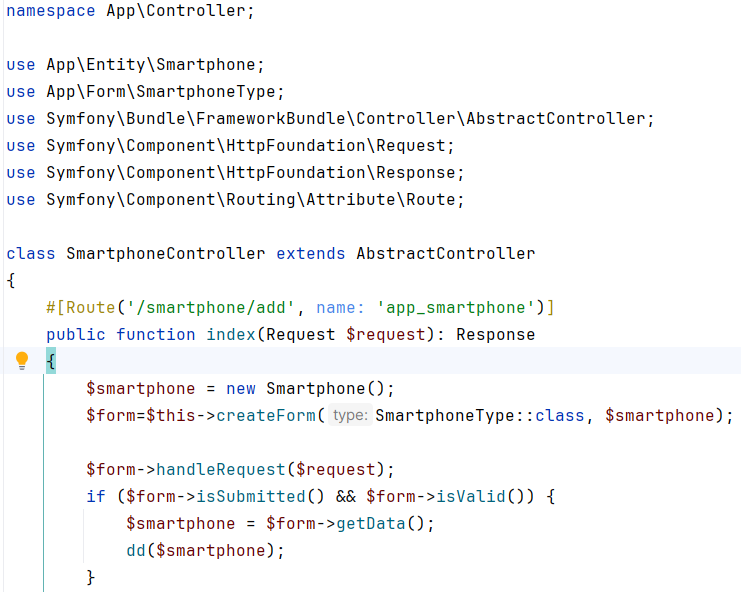 namespace App\Controller;
use App\Entity\Smartphone;
use App\Form\SmartphoneType;
use Symfony\Bundle\FrameworkBundle\Controller\AbstractController;
use Symfony\Component\HttpFoundation\Request;
use Symfony\Component\HttpFoundation\Response;
use Symfony\Component\Routing\Attribute\Route;
class SmartphoneController extends AbstractController
{
    #[Route('/smartphone/add', name: 'app_smartphone')]
    public function index(Request $request): Response
    {
        $smartphone = new Smartphone();
        $form=$this->createForm( type: SmartphoneType::class, $smartphone);
        $form->handleRequest($request);
        if ($form->isSubmitted() && $form->isValid()) {
            $smartphone = $form->getData();
            dd($smartphone);
        }